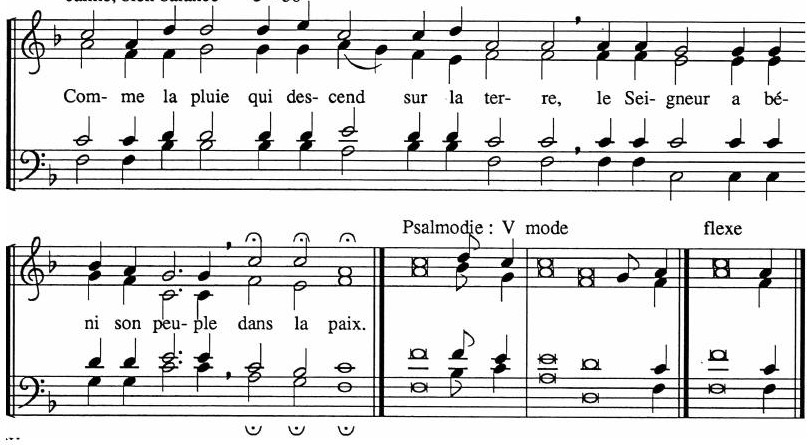 Com- me la pluie qui des- cend sur la ter- re, le Sei- gneur a bé-
Psalmodie : V mode flexe
ni son peu- ple dans la paix.